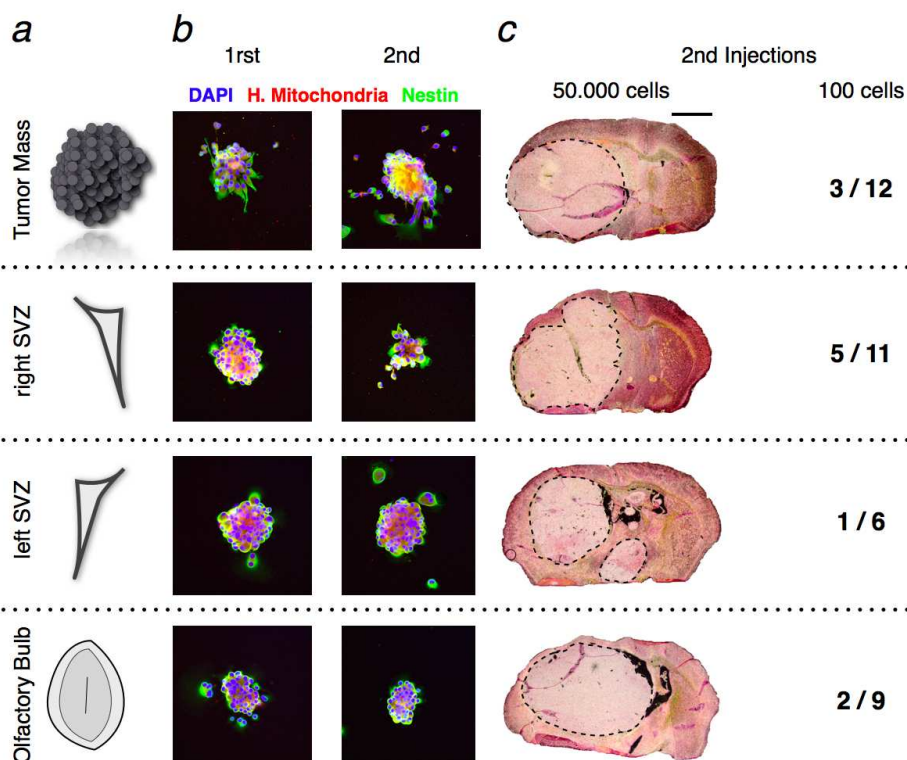 a b c
1rst 2nd 2nd Injections
DAPI H. Mitochondria Nestin 50.000 cells 100 cells
Tumor Mass
3 / 12
right SVZ
5 / 11
left SVZ
1 / 6
Olfactory Bulb
2 / 9